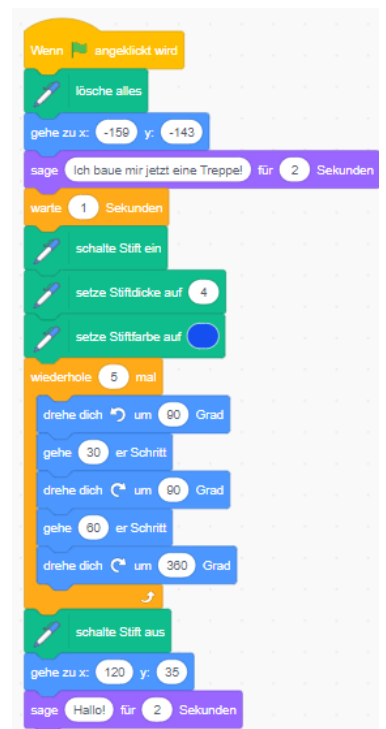 Wenn angeklickt wird
lösche alles
gehe zu x: -159 y: -143
sage Ich baue mir jetzt eine Treppe! für 2 Sekunden
warte 1 Sekunden
schalte Stift ein
setze Stiftdicke auf 4
setze Stiftfarbe auf
wiederhole 5 mal
drehe dich um 90 Grad
gehe 30 er Schritt
drehe dich um 90 Grad
gehe 60 er Schritt
drehe dich um 360 Grad
schalte Stift aus
gehe zu x: 120 y: 35
sage Hallo! für 2 Sekunden